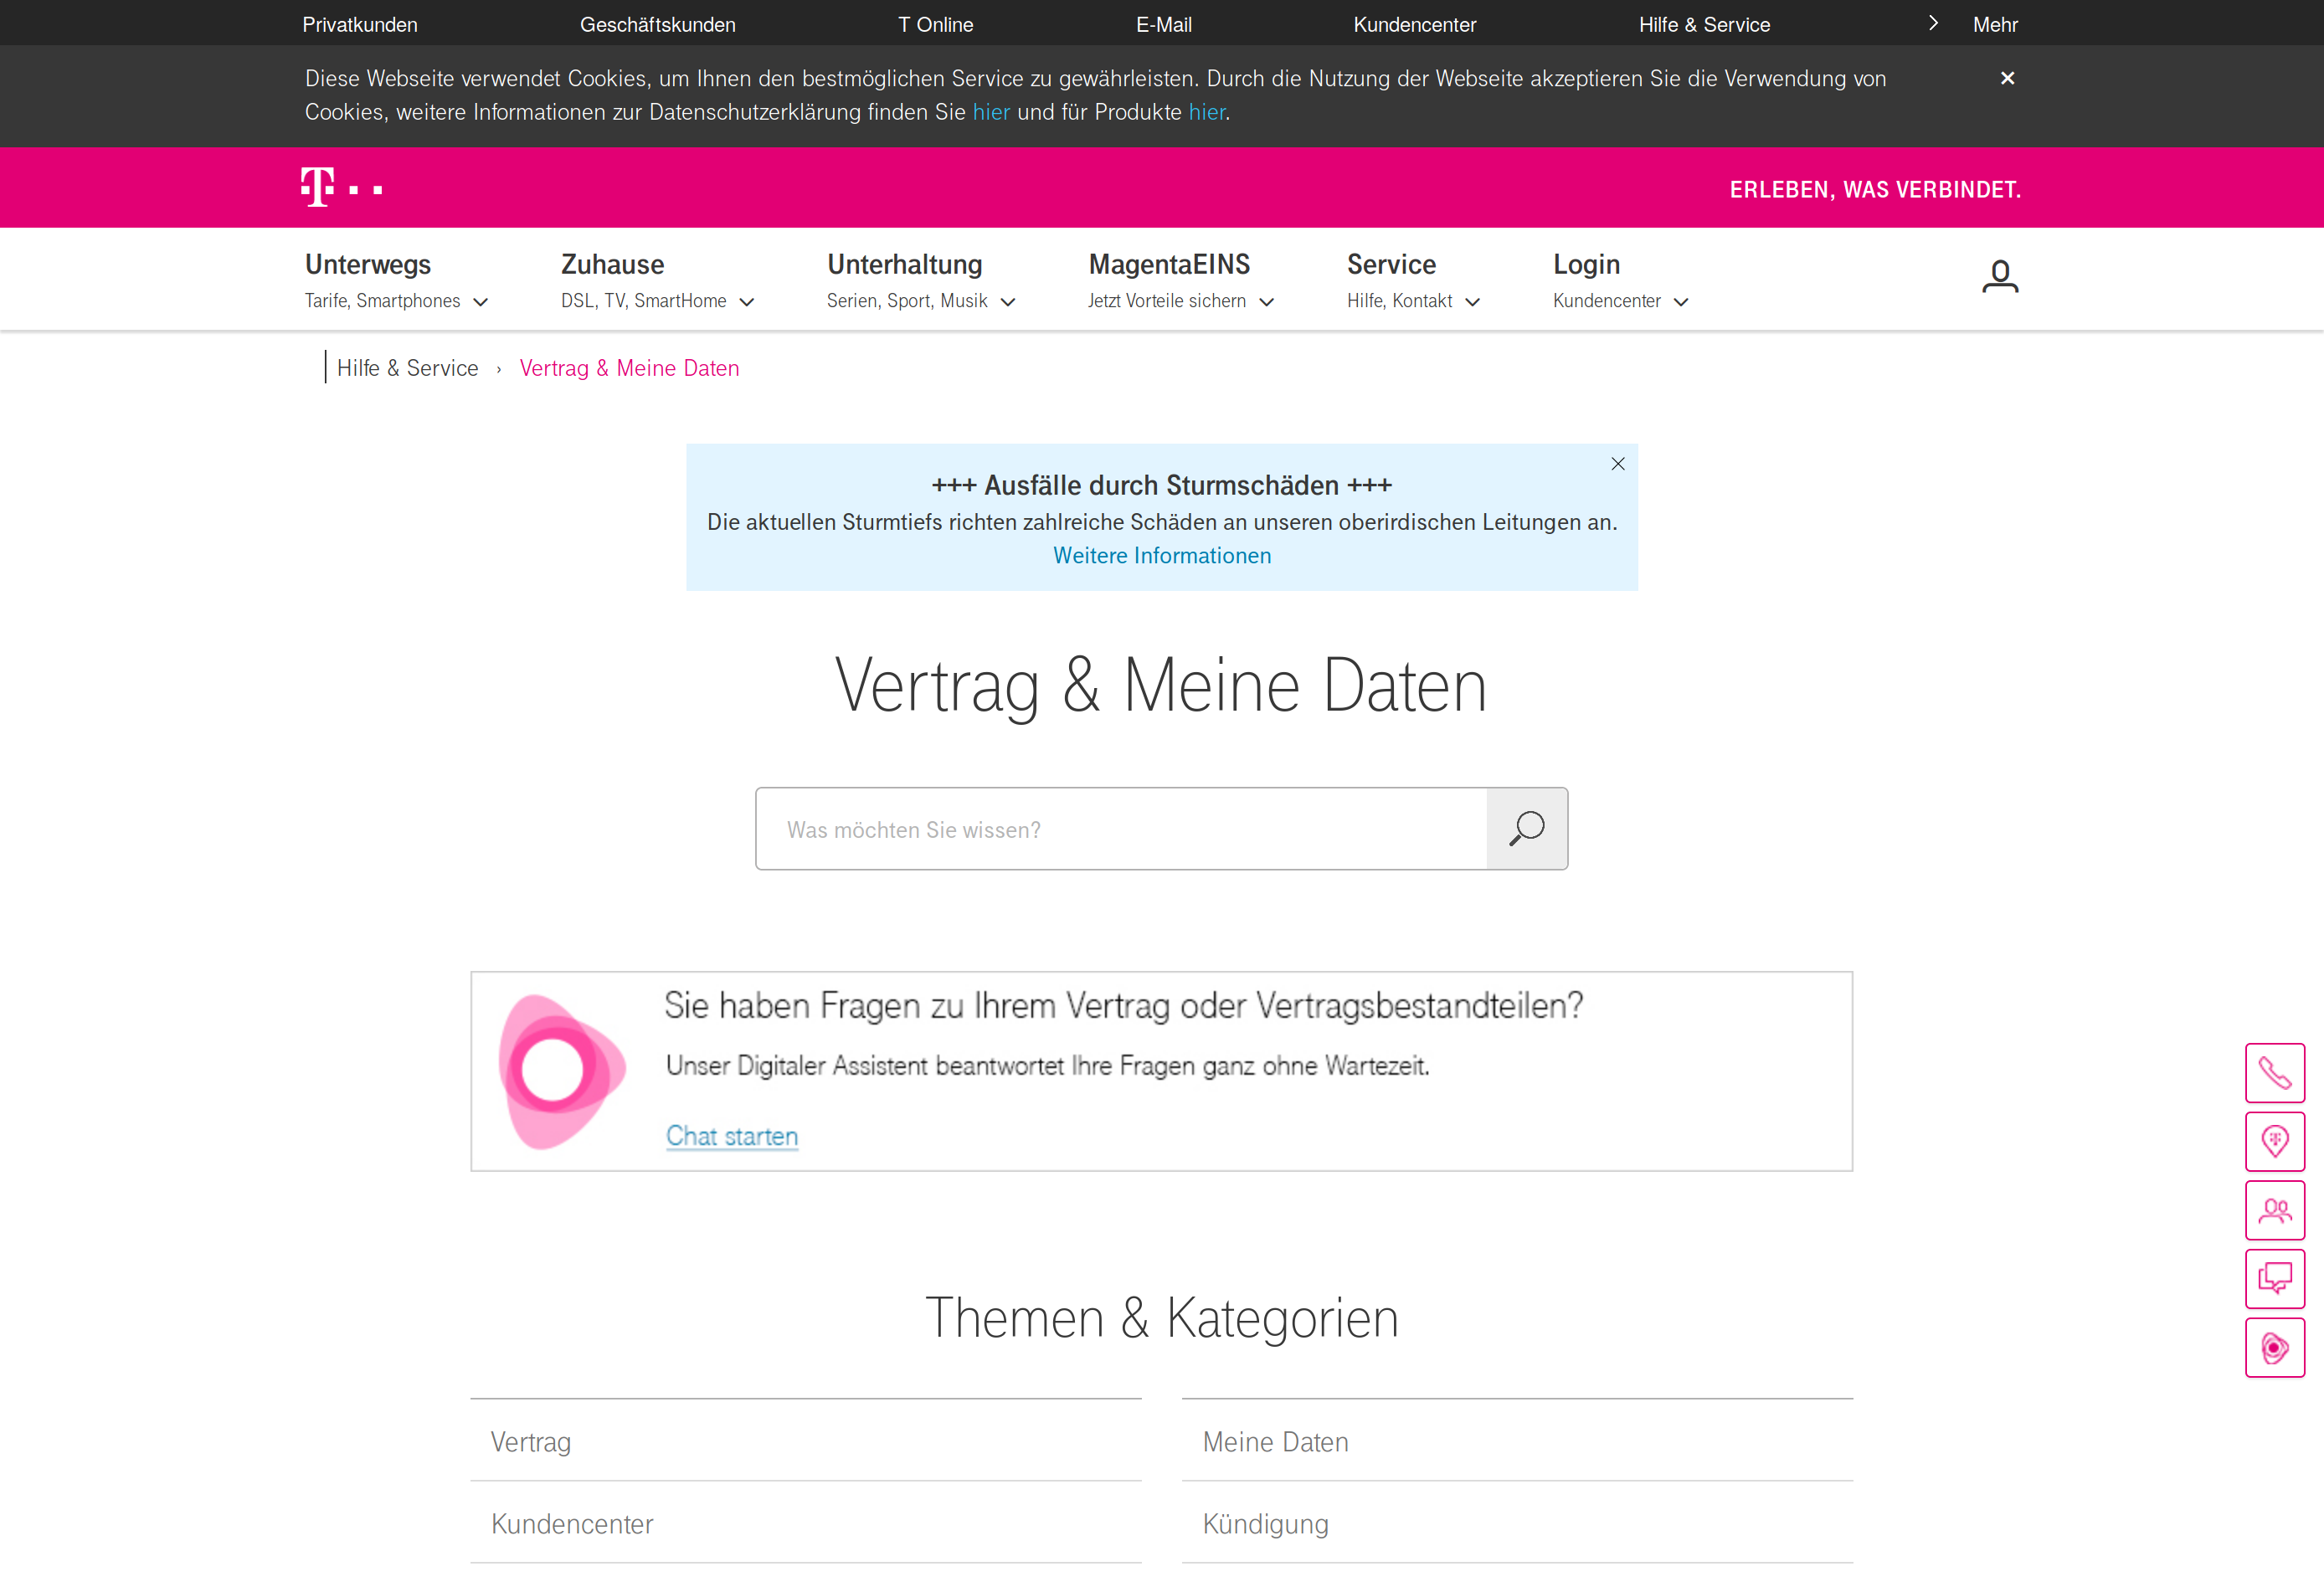 Privatkunden Geschäftskunden T Online E-Mail Kundencenter Hilfe & Service Mehr
Diese Webseite verwendet Cookies, um Ihnen den bestmöglichen Service zu gewährleisten. Durch die Nutzung der Webseite akzeptieren Sie die Verwendung von
Cookies, weitere Informationen zur Datenschutzerklärung finden Sie hier und für Produkte hier.
T
ERLEBEN, WAS VERBINDET.
Unterwegs Zuhause Unterhaltung MagentaEINS Service Login
Tarife, Smartphones DSL, TV, SmartHome Serien, Sport, Musik Jetzt Vorteile sichern Hilfe, Kontakt Kundencenter
Hilfe & Service › Vertrag & Meine Daten
+++ Ausfälle durch Sturmschäden +++
Die aktuellen Sturmtiefs richten zahlreiche Schäden an unseren oberirdischen Leitungen an.
Weitere Informationen
Vertrag & Meine Daten
Was möchten Sie wissen?
Sie haben Fragen zu Ihrem Vertrag oder Vertragsbestandteilen?
Unser Digitaler Assistent beantwortet Ihre Fragen ganz ohne Wartezeit.
Chat starten
Themen & Kategorien
Vertrag Meine Daten
Kundencenter Kündigung